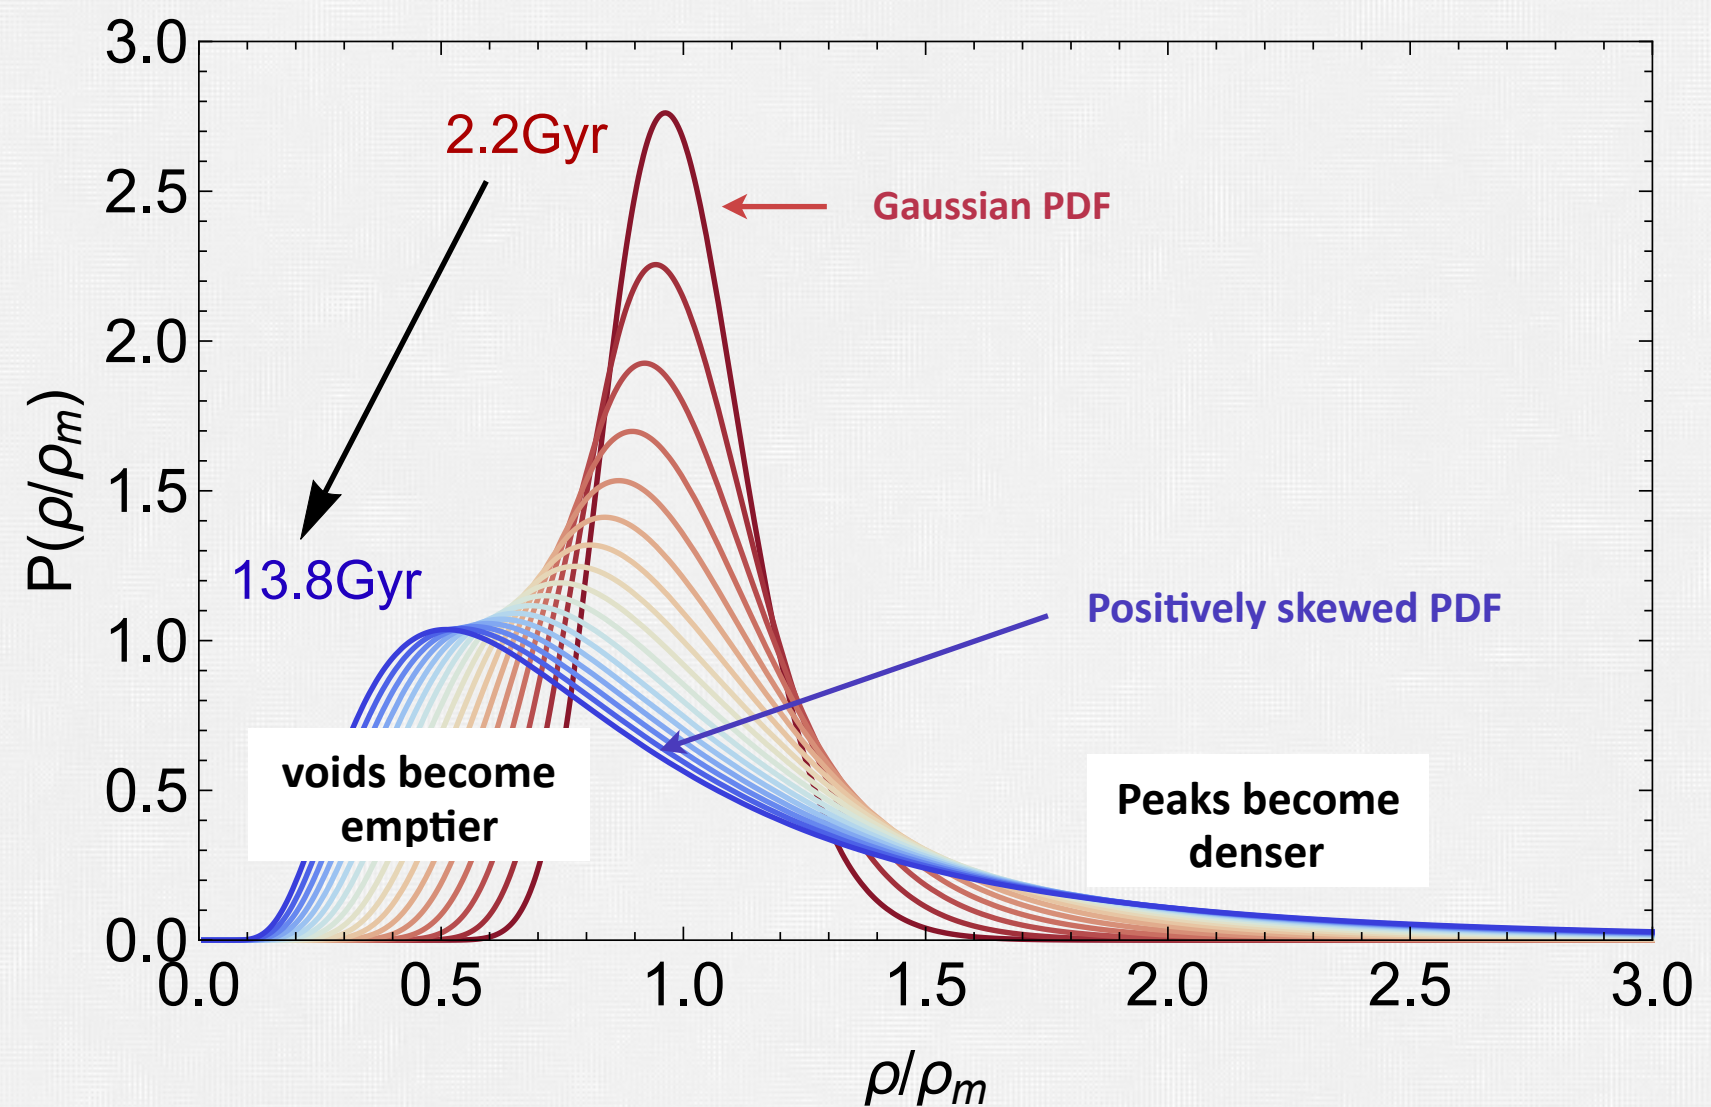 3.0
2.5
2.0
1.5
1.0
0.5
0.0
P(ρ/ρm)
2.2Gyr
Gaussian PDF
13.8Gyr
Positively skewed PDF
voids become
emptier
Peaks become
denser
0.0 0.5 1.0 1.5 2.0 2.5 3.0
ρ/ρm